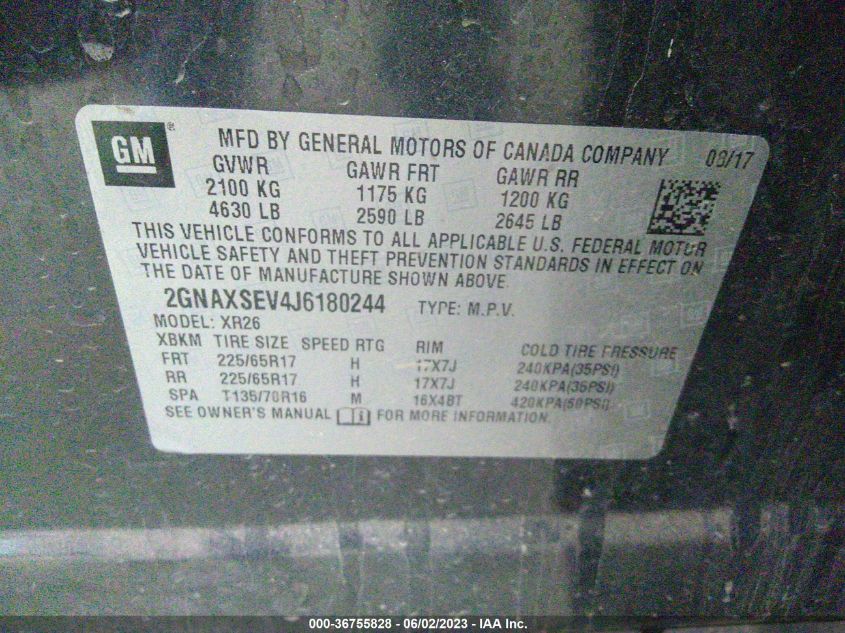 GM ®
MFD BY GENERAL MOTORS OF CANADA COMPANY 08/17
GVWR GAWR FRT GAWR RR
2100 KG 1175 KG 1200 KG
4630 LB 2590 LB 2645 LB
THIS VEHICLE CONFORMS TO ALL APPLICABLE U.S. FEDERAL MOTOR
VEHICLE SAFETY AND THEFT PREVENTION STANDARDS IN EFFECT ON
THE DATE OF MANUFACTURE SHOWN ABOVE.
2GNAXSEV4J6180244 TYPE: M.P.V.
MODEL: XR26
XBKM TIRE SIZE SPEED RTG RIM COLD TIRE PRESSURE
FRT 225/65R17 H 17X7J 240KPA(35PSI)
RR 225/65R17 H 17X7J 240KPA(35PSI)
SPA T135/70R16 M 16X4BT 420KPA(60PSI)
SEE OWNER'S MANUAL FOR MORE INFORMATION.
000-36755828 - 06/02/2023 - IAA Inc.